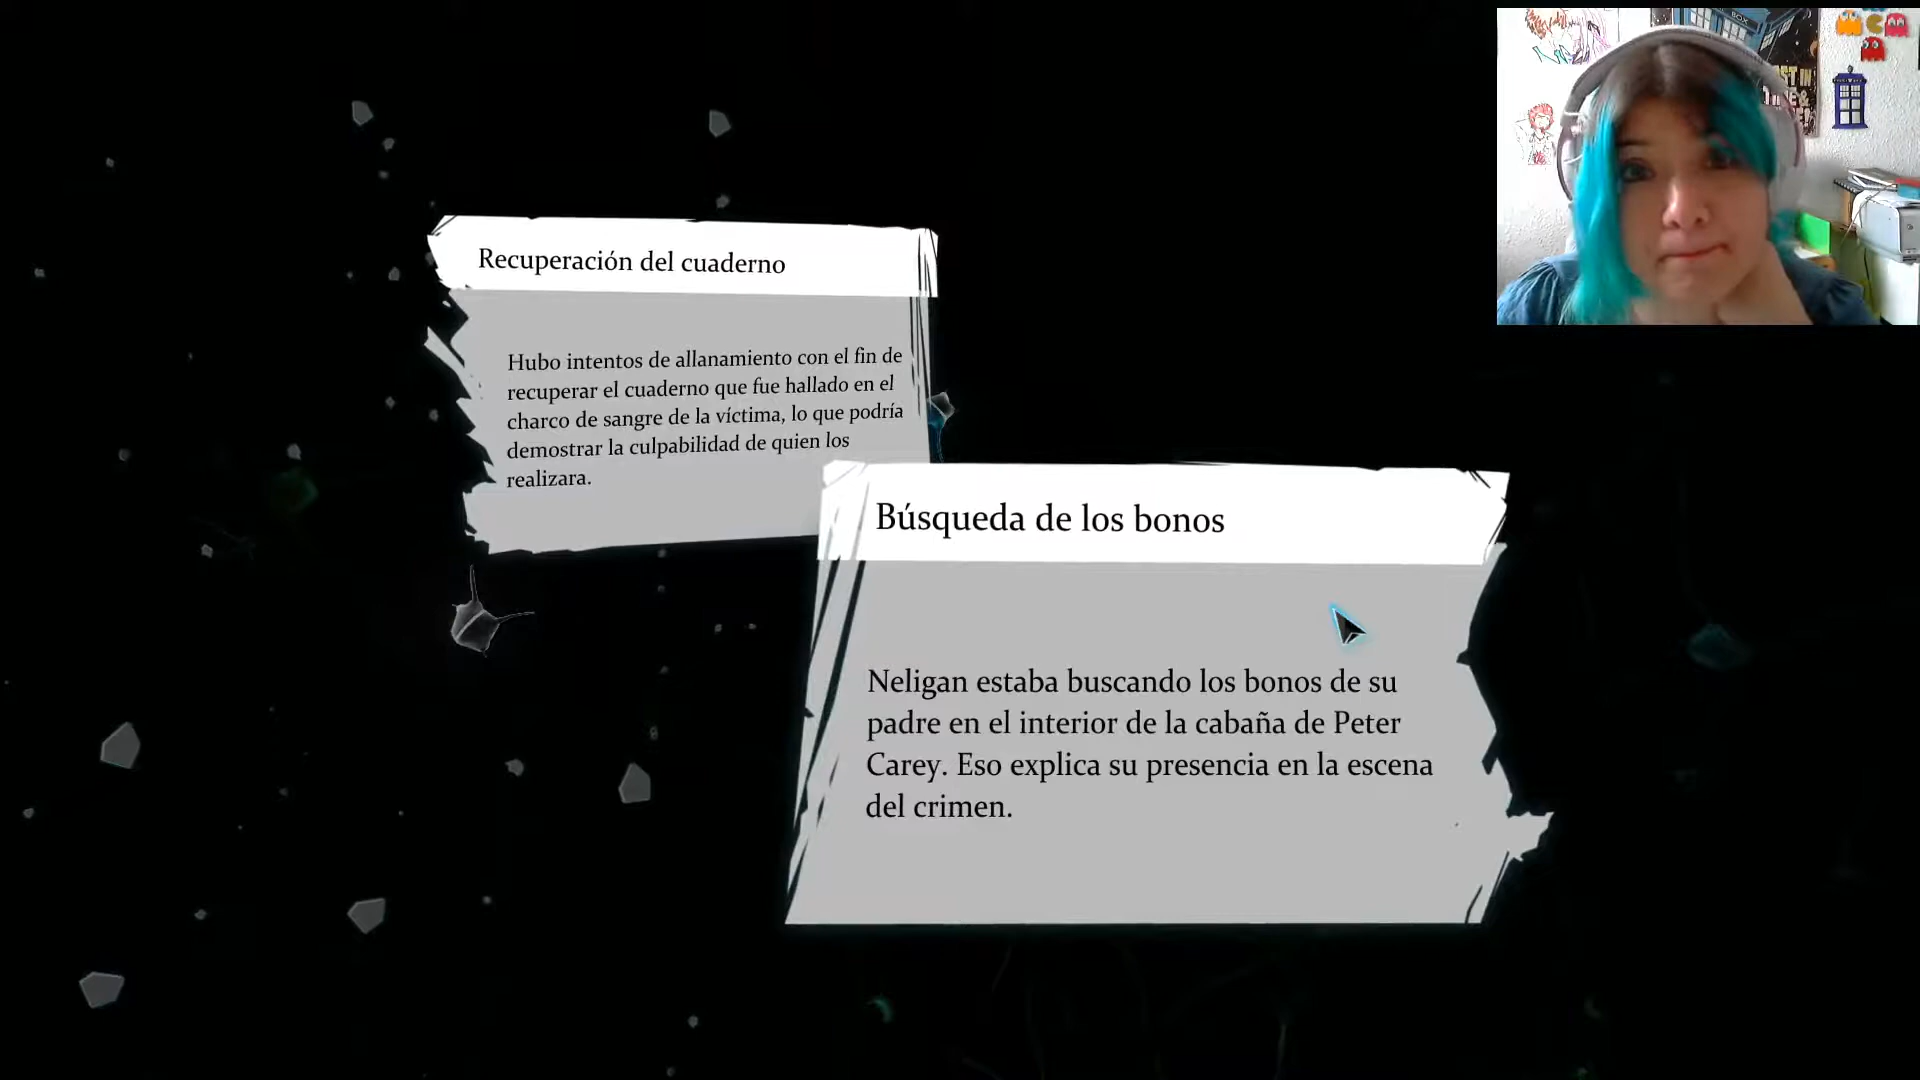 Recuperación del cuaderno
Hubo intentos de allanamiento con el fin de
recuperar el cuaderno que fue hallado en el
charco de sangre de la víctima, lo que podría
demostrar la culpabilidad de quien los
realizara.
Búsqueda de los bonos
Neligan estaba buscando los bonos de su
padre en el interior de la cabaña de Peter
Carey. Eso explica su presencia en la escena
del crimen.
BOX